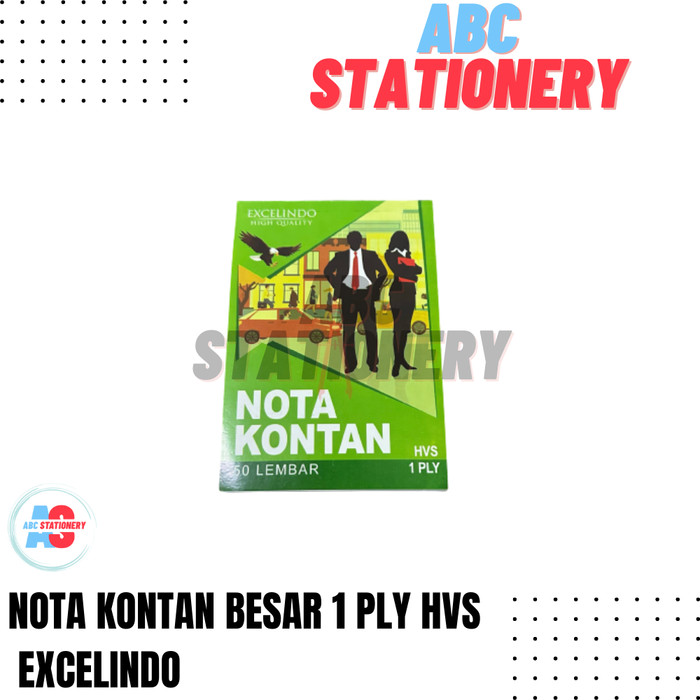 ABC
STATIONERY
EXCELINDO
HIGH QUALITY
STATIONERY
NOTA
KONTAN
50 LEMBAR
HVS
1 PLY
AS
ABC STATIONERY
NOTA KONTAN BESAR 1 PLY HVS
EXCELINDO